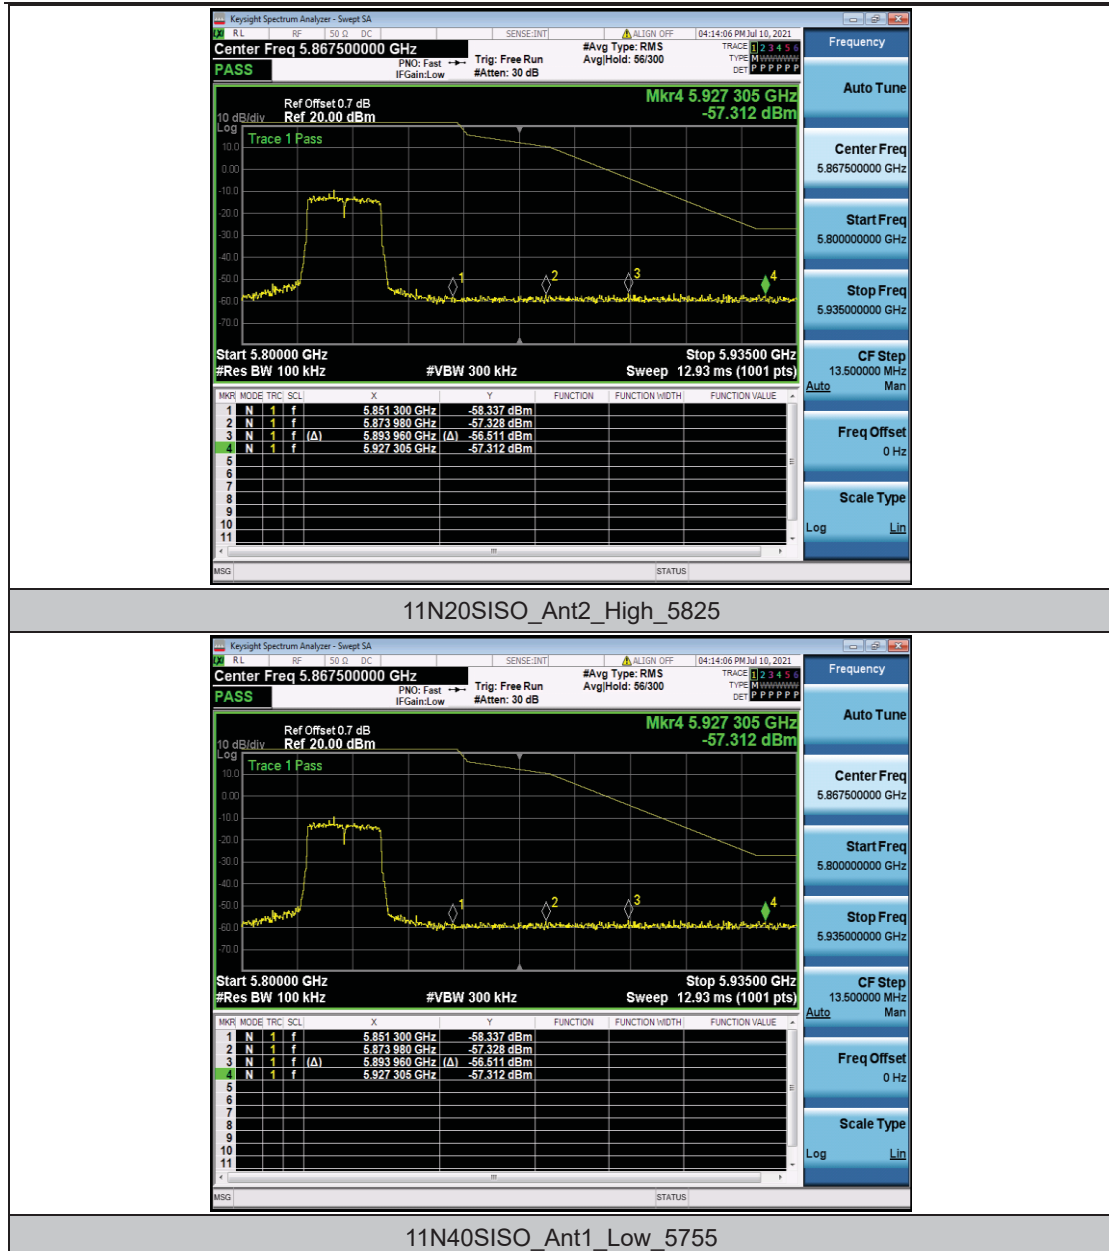 Keysight Spectrum Analyzer - Swept SA
LXI RL RF 50 Ω DC SENSE:INT ALIGN OFF 04:14:06 PM Jul 10, 2021
Center Freq 5.867500000 GHz #Avg Type: RMS TRACE 1 2 3 4 5 6
PASS PNO: Fast Trig: Free Run Avg|Hold: 56/300 TYPE M WWWWW
IFGain:Low #Atten: 30 dB DET P P P P P P
Frequency
Auto Tune
Center Freq
5.867500000 GHz
Start Freq
5.800000000 GHz
Stop Freq
5.935000000 GHz
CF Step
13.500000 MHz
Auto Man
Freq Offset
0 Hz
Scale Type
Log Lin
Mkr4 5.927 305 GHz
-57.312 dBm
Ref Offset 0.7 dB
10 dB/div Ref 20.00 dBm
Log
Trace 1 Pass
10.0
0.00
-10.0
-20.0
-30.0
-40.0
-50.0
-60.0
-70.0
1 2 3 4
Start 5.80000 GHz Stop 5.93500 GHz
#Res BW 100 kHz #VBW 300 kHz Sweep 12.93 ms (1001 pts)
MKR MODE TRC SCL X Y FUNCTION FUNCTION WIDTH FUNCTION VALUE
1 N 1 f 5.851 300 GHz -58.337 dBm
2 N 1 f 5.873 980 GHz -57.328 dBm
3 N 1 f (Δ) 5.893 960 GHz (Δ) -56.511 dBm
4 N 1 f 5.927 305 GHz -57.312 dBm
5
6
7
8
9
10
11
MSG STATUS
11N20SISO_Ant2_High_5825
Keysight Spectrum Analyzer - Swept SA
LXI RL RF 50 Ω DC SENSE:INT ALIGN OFF 04:14:06 PM Jul 10, 2021
Center Freq 5.867500000 GHz #Avg Type: RMS TRACE 1 2 3 4 5 6
PASS PNO: Fast Trig: Free Run Avg|Hold: 56/300 TYPE M WWWWW
IFGain:Low #Atten: 30 dB DET P P P P P P
Frequency
Auto Tune
Center Freq
5.867500000 GHz
Start Freq
5.800000000 GHz
Stop Freq
5.935000000 GHz
CF Step
13.500000 MHz
Auto Man
Freq Offset
0 Hz
Scale Type
Log Lin
Mkr4 5.927 305 GHz
-57.312 dBm
Ref Offset 0.7 dB
10 dB/div Ref 20.00 dBm
Log
Trace 1 Pass
10.0
0.00
-10.0
-20.0
-30.0
-40.0
-50.0
-60.0
-70.0
1 2 3 4
Start 5.80000 GHz Stop 5.93500 GHz
#Res BW 100 kHz #VBW 300 kHz Sweep 12.93 ms (1001 pts)
MKR MODE TRC SCL X Y FUNCTION FUNCTION WIDTH FUNCTION VALUE
1 N 1 f 5.851 300 GHz -58.337 dBm
2 N 1 f 5.873 980 GHz -57.328 dBm
3 N 1 f (Δ) 5.893 960 GHz (Δ) -56.511 dBm
4 N 1 f 5.927 305 GHz -57.312 dBm
5
6
7
8
9
10
11
MSG STATUS
11N40SISO_Ant1_Low_5755